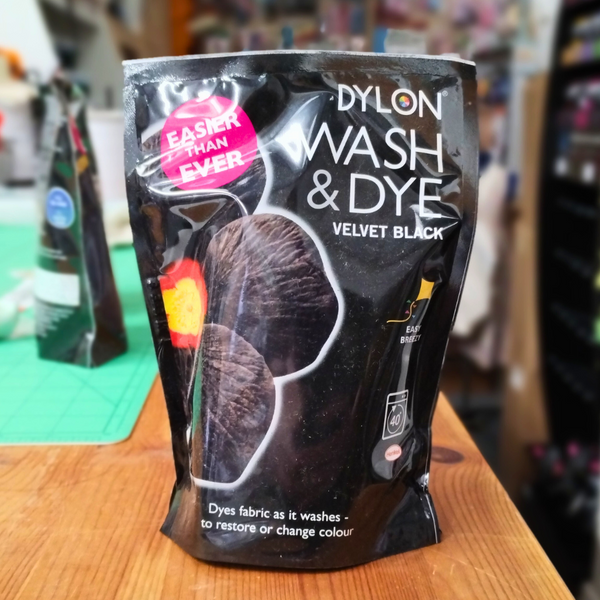 EASIER
THAN
EVER
DYLON
WASH
& DYE
VELVET BLACK
EASY
BREEZY
40°
Dyes fabric as it washes -
to restore or change colour